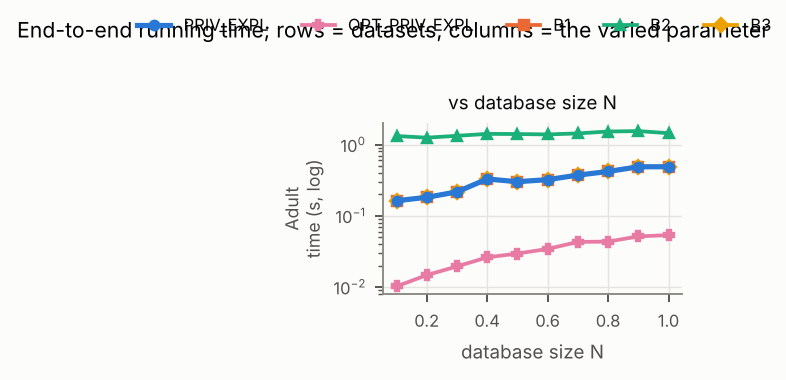 End-to-end running time; rows = datasets, columns = the varied parameter
PRIV_EXPL OPT_PRIV_EXPL B1 B2 B3
vs database size N
Adult
time (s, log)
10⁰
10⁻¹
10⁻²
0.2 0.4 0.6 0.8 1.0
database size N